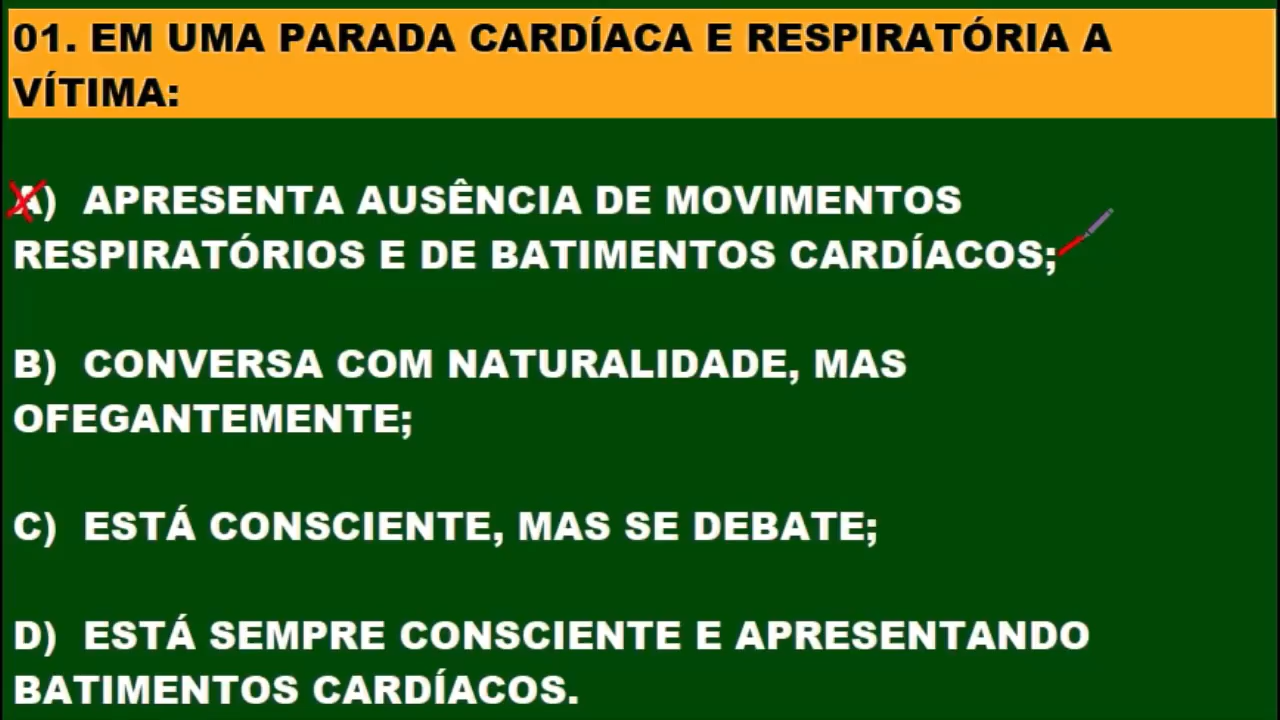 01. EM UMA PARADA CARDÍACA E RESPIRATÓRIA A
VÍTIMA:
A) APRESENTA AUSÊNCIA DE MOVIMENTOS
RESPIRATÓRIOS E DE BATIMENTOS CARDÍACOS;
B) CONVERSA COM NATURALIDADE, MAS
OFEGANTEMENTE;
C) ESTÁ CONSCIENTE, MAS SE DEBATE;
D) ESTÁ SEMPRE CONSCIENTE E APRESENTANDO
BATIMENTOS CARDÍACOS.